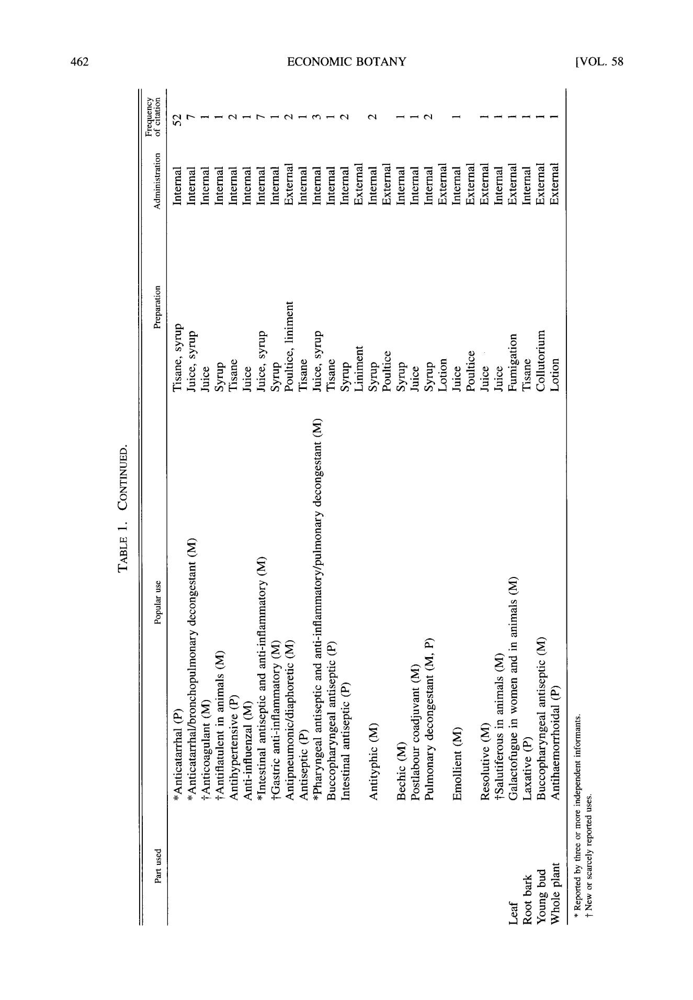 462 ECONOMIC BOTANY [VOL. 58
TABLE 1. CONTINUED.
Part used Popular use Preparation Administration Frequency of citation
*Anticatarrhal (P) Tisane, syrup Internal 52
*Anticatarrhal/bronchopulmonary decongestant (M) Juice, syrup Internal 7
†Anticoagulant (M) Juice Internal 1
†Antiflatulent in animals (M) Syrup Internal 1
Antihypertensive (P) Tisane Internal 2
Anti-influenzal (M) Juice Internal 1
*Intestinal antiseptic and anti-inflammatory (M) Juice, syrup Internal 7
†Gastric anti-inflammatory (M) Syrup Internal 1
Antipneumonic/diaphoretic (M) Poultice, liniment External 2
Antiseptic (P) Tisane Internal 1
*Pharyngeal antiseptic and anti-inflammatory/pulmonary decongestant (M) Juice, syrup Internal 3
Buccopharyngeal antiseptic (P) Tisane Internal 1
Intestinal antiseptic (P) Syrup Internal 2
Liniment External
Antityphic (M) Syrup Internal 2
Poultice External
Bechic (M) Syrup Internal 1
Postlabour coadjuvant (M) Juice Internal 1
Pulmonary decongestant (M, P) Syrup Internal 2
Lotion External
Emollient (M) Juice Internal 1
Poultice External
Resolutive (M) Juice External 1
†Salutiferous in animals (M) Juice Internal 1
Leaf Galactofugue in women and in animals (M) Fumigation External 1
Root bark Laxative (P) Tisane Internal 1
Young bud Buccopharyngeal antiseptic (M) Collutorium External 1
Whole plant Antihaemorrhoidal (P) Lotion External 1
* Reported by three or more independent informants.
† New or scarcely reported uses.